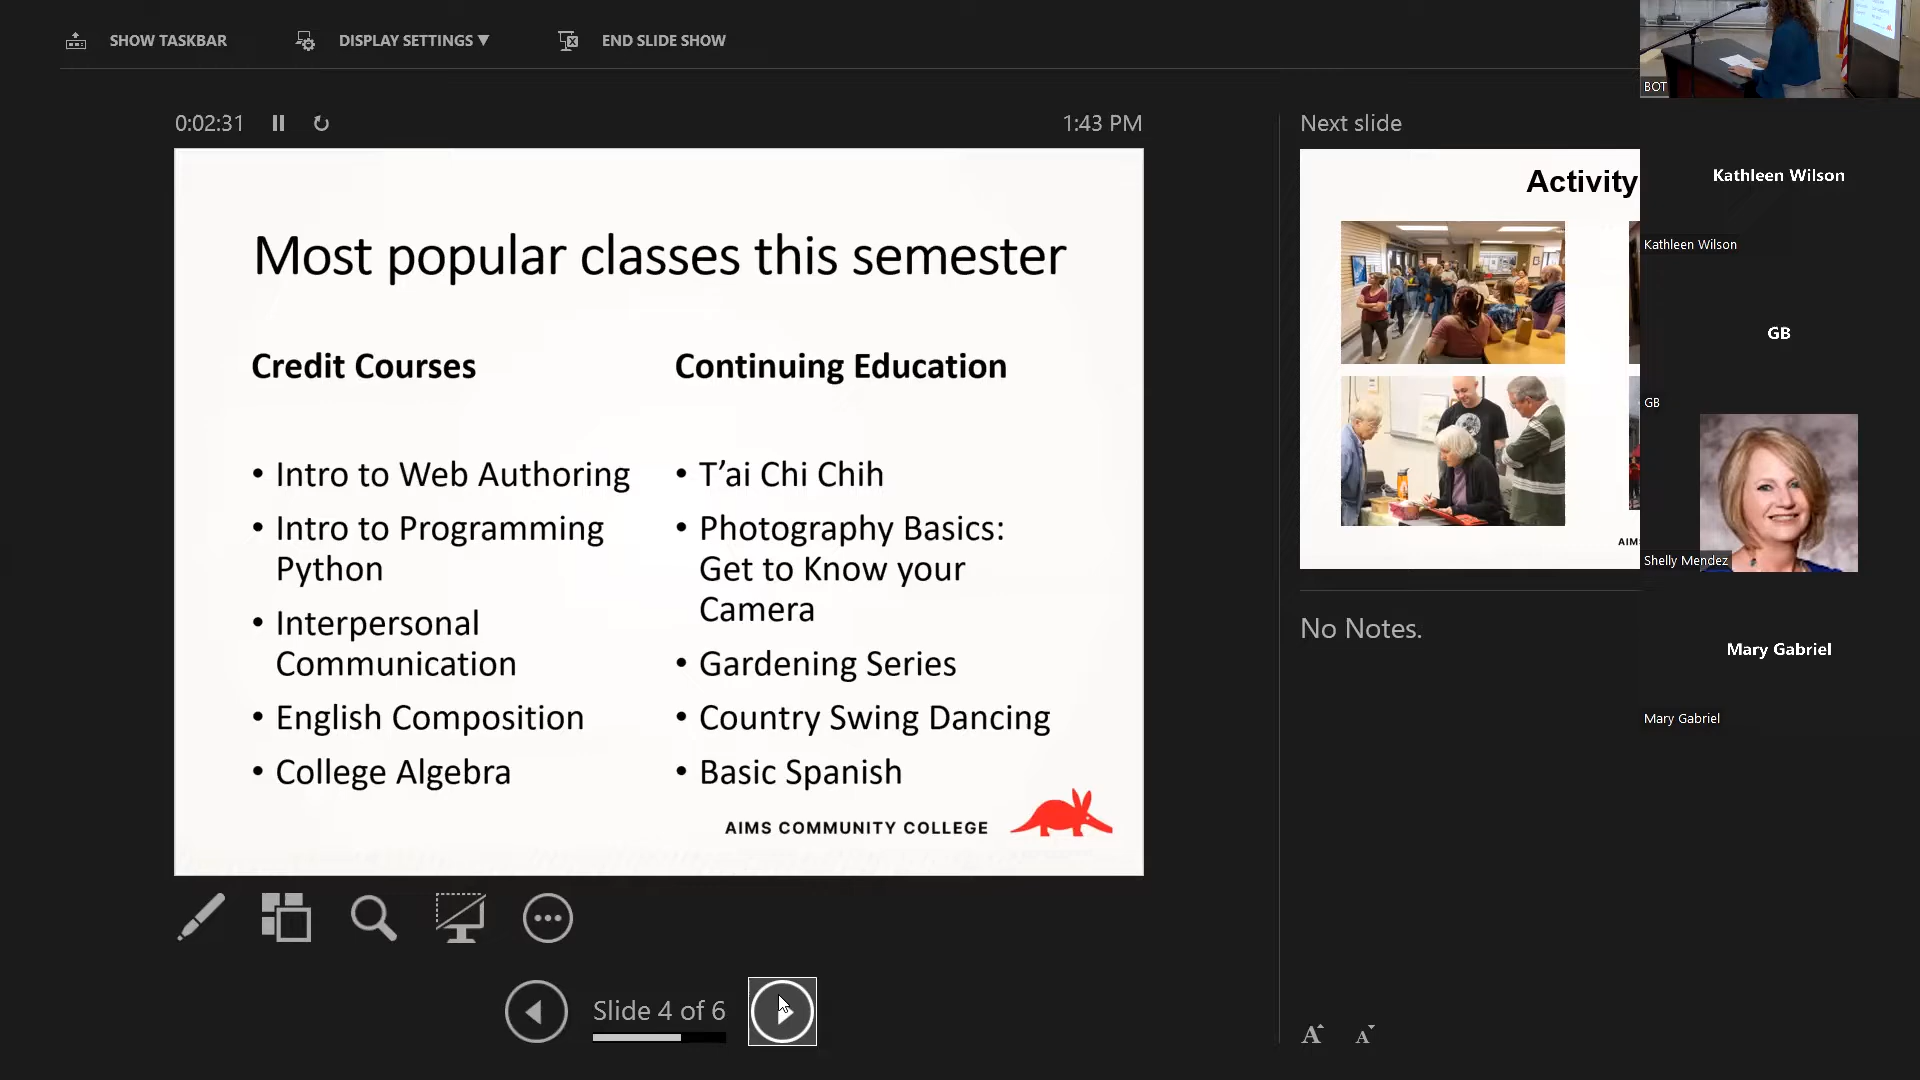 SHOW TASKBAR
DISPLAY SETTINGS ▼
END SLIDE SHOW
BOT
0:02:31
1:43 PM
Next slide
Most popular classes this semester
Credit Courses
• Intro to Web Authoring
• Intro to Programming
Python
• Interpersonal
Communication
• English Composition
• College Algebra
Continuing Education
• T’ai Chi Chih
• Photography Basics:
Get to Know your
Camera
• Gardening Series
• Country Swing Dancing
• Basic Spanish
AIMS COMMUNITY COLLEGE
Slide 4 of 6
Activity
AIM
No Notes.
A A
Kathleen Wilson
Kathleen Wilson
GB
GB
Shelly Mendez
Mary Gabriel
Mary Gabriel